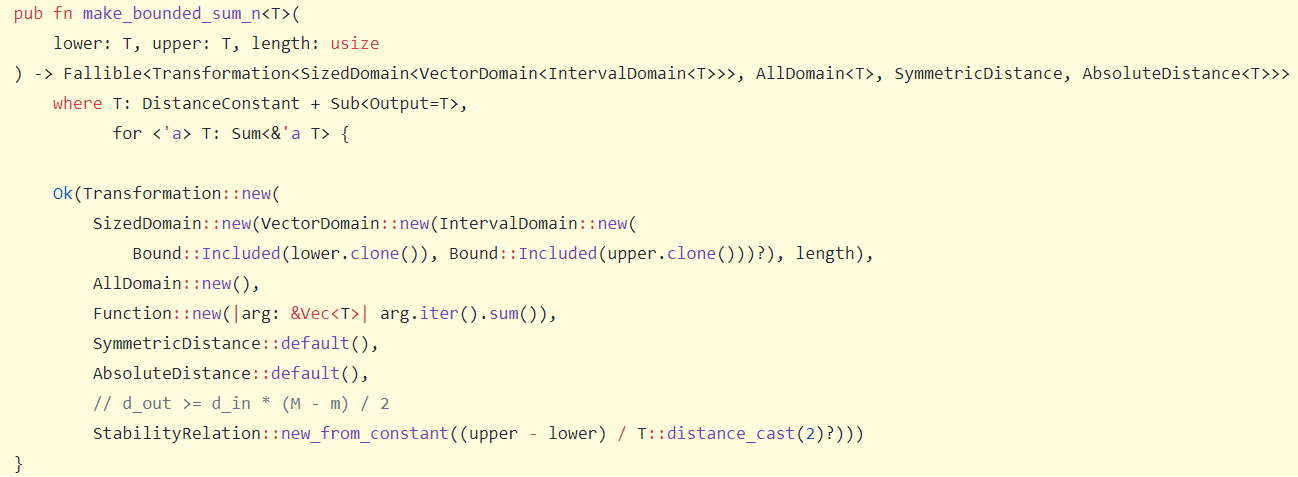 pub fn make_bounded_sum_n<T>(
    lower: T, upper: T, length: usize
) -> Fallible<Transformation<SizedDomain<VectorDomain<IntervalDomain<T>>>, AllDomain<T>, SymmetricDistance, AbsoluteDistance<T>>>
    where T: DistanceConstant + Sub<Output=T>,
          for <'a> T: Sum<&'a T> {
    Ok(Transformation::new(
        SizedDomain::new(VectorDomain::new(IntervalDomain::new(
            Bound::Included(lower.clone()), Bound::Included(upper.clone()))?), length),
        AllDomain::new(),
        Function::new(|arg: &Vec<T>| arg.iter().sum()),
        SymmetricDistance::default(),
        AbsoluteDistance::default(),
        // d_out >= d_in * (M - m) / 2
        StabilityRelation::new_from_constant((upper - lower) / T::distance_cast(2)?)))
}